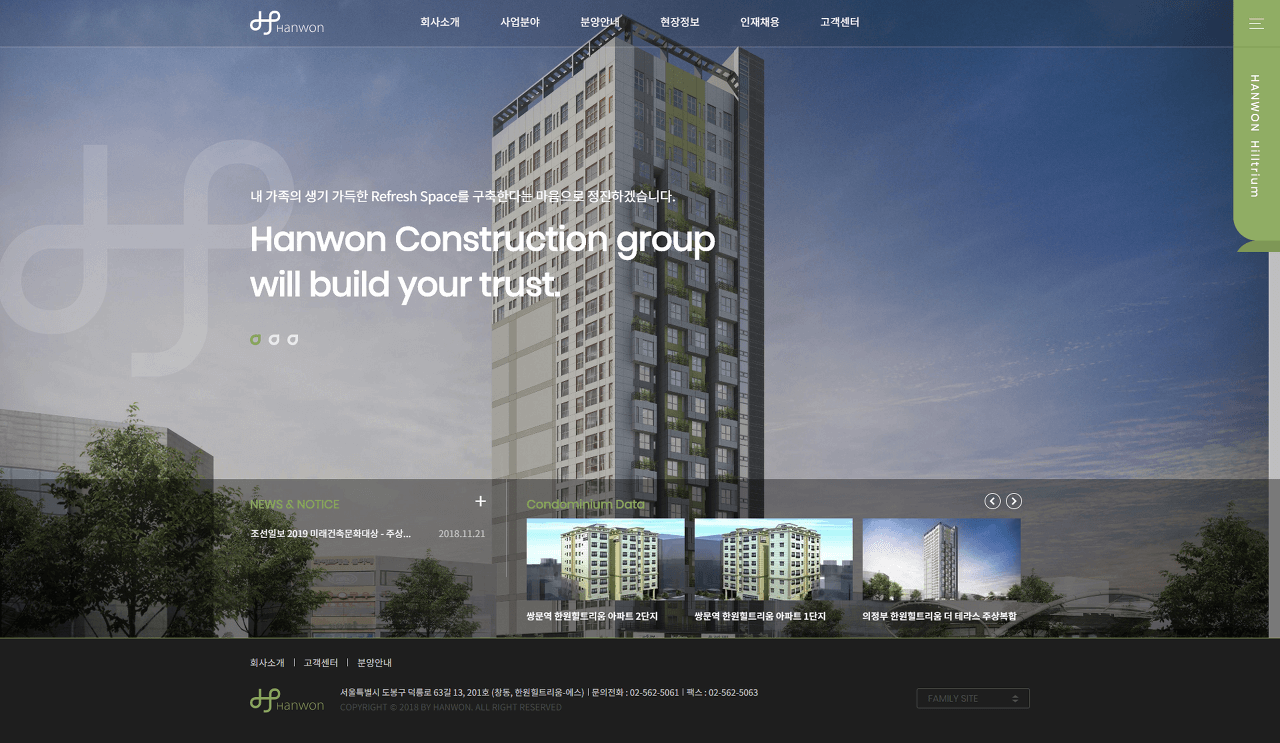 Hanwon
회사소개 사업분야 분양안내 현장정보 인재채용 고객센터
HANWON Hilltrium
내 가족의 생기 가득한 Refresh Space를 구축한다는 마음으로 정진하겠습니다.
Hanwon Construction group
will build your trust.
NEWS & NOTICE
조선일보 2019 미래건축문화대상 - 주상... 2018.11.21
Condominium Data
쌍문역 한원힐트리움 아파트 2단지
쌍문역 한원힐트리움 아파트 1단지
의정부 한원힐트리움 더 테라스 주상복합
회사소개 | 고객센터 | 분양안내
Hanwon
서울특별시 도봉구 덕릉로 63길 13, 201호 (창동, 한원힐트리움-에스) | 문의전화 : 02-562-5061 | 팩스 : 02-562-5063
COPYRIGHT © 2018 BY HANWON. ALL RIGHT RESERVED
FAMILY SITE